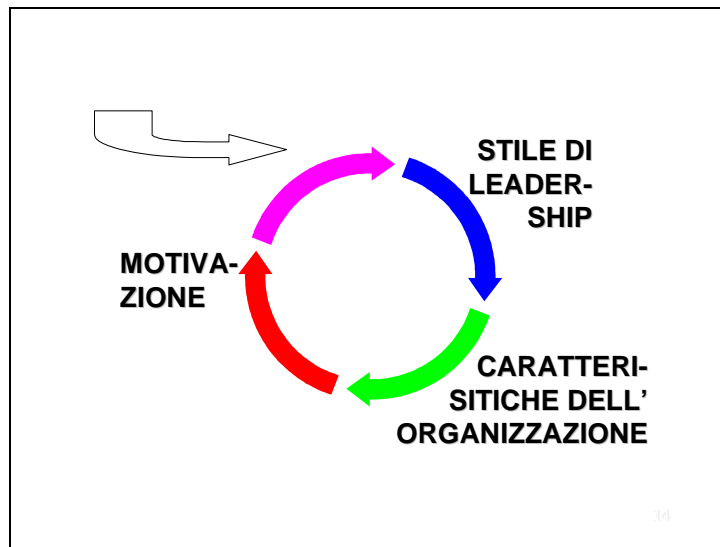 STILE DI
LEADER-
SHIP
MOTIVA-
ZIONE
CARATTERI-
SITICHE DELL'
ORGANIZZAZIONE
14